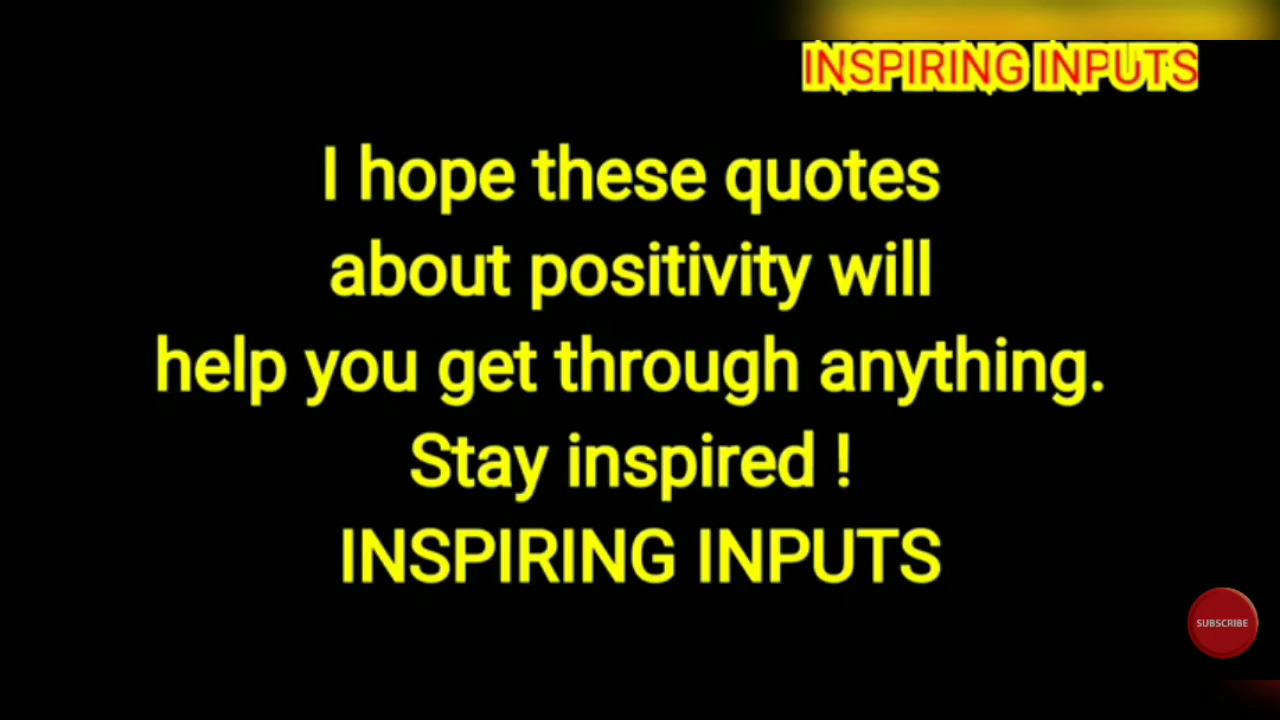 INSPIRING INPUTS
I hope these quotes
about positivity will
help you get through anything.
Stay inspired !
INSPIRING INPUTS
SUBSCRIBE